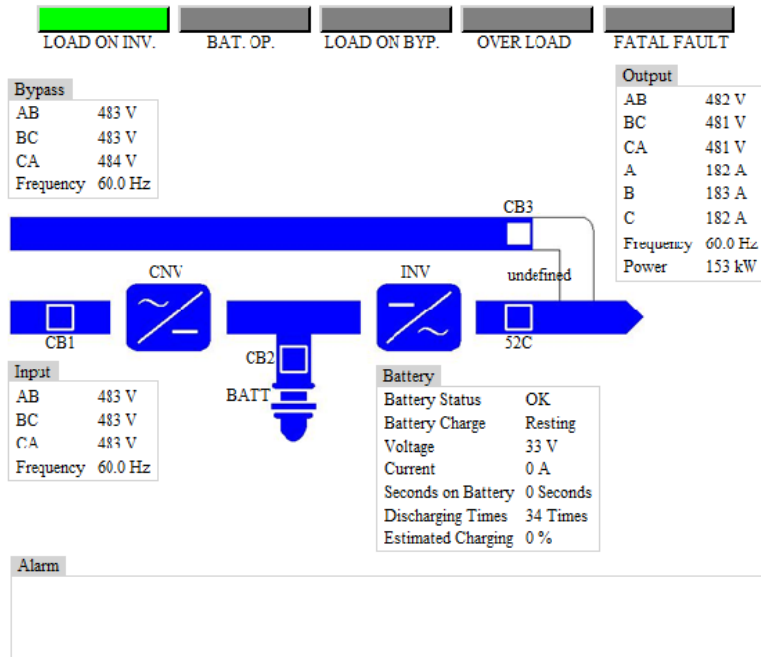 LOAD ON INV. BAT. OP. LOAD ON BYP. OVER LOAD FATAL FAULT
Bypass
AB 483 V
BC 483 V
CA 484 V
Frequency 60.0 Hz
Output
AB 482 V
BC 481 V
CA 481 V
A 182 A
B 183 A
C 182 A
Frequency 60.0 Hz
Power 153 kW
CB3
CNV INV undefined
CB1 CB2 52C
BATT
Input
AB 483 V
BC 483 V
CA 483 V
Frequency 60.0 Hz
Battery
Battery Status OK
Battery Charge Resting
Voltage 33 V
Current 0 A
Seconds on Battery 0 Seconds
Discharging Times 34 Times
Estimated Charging 0 %
Alarm